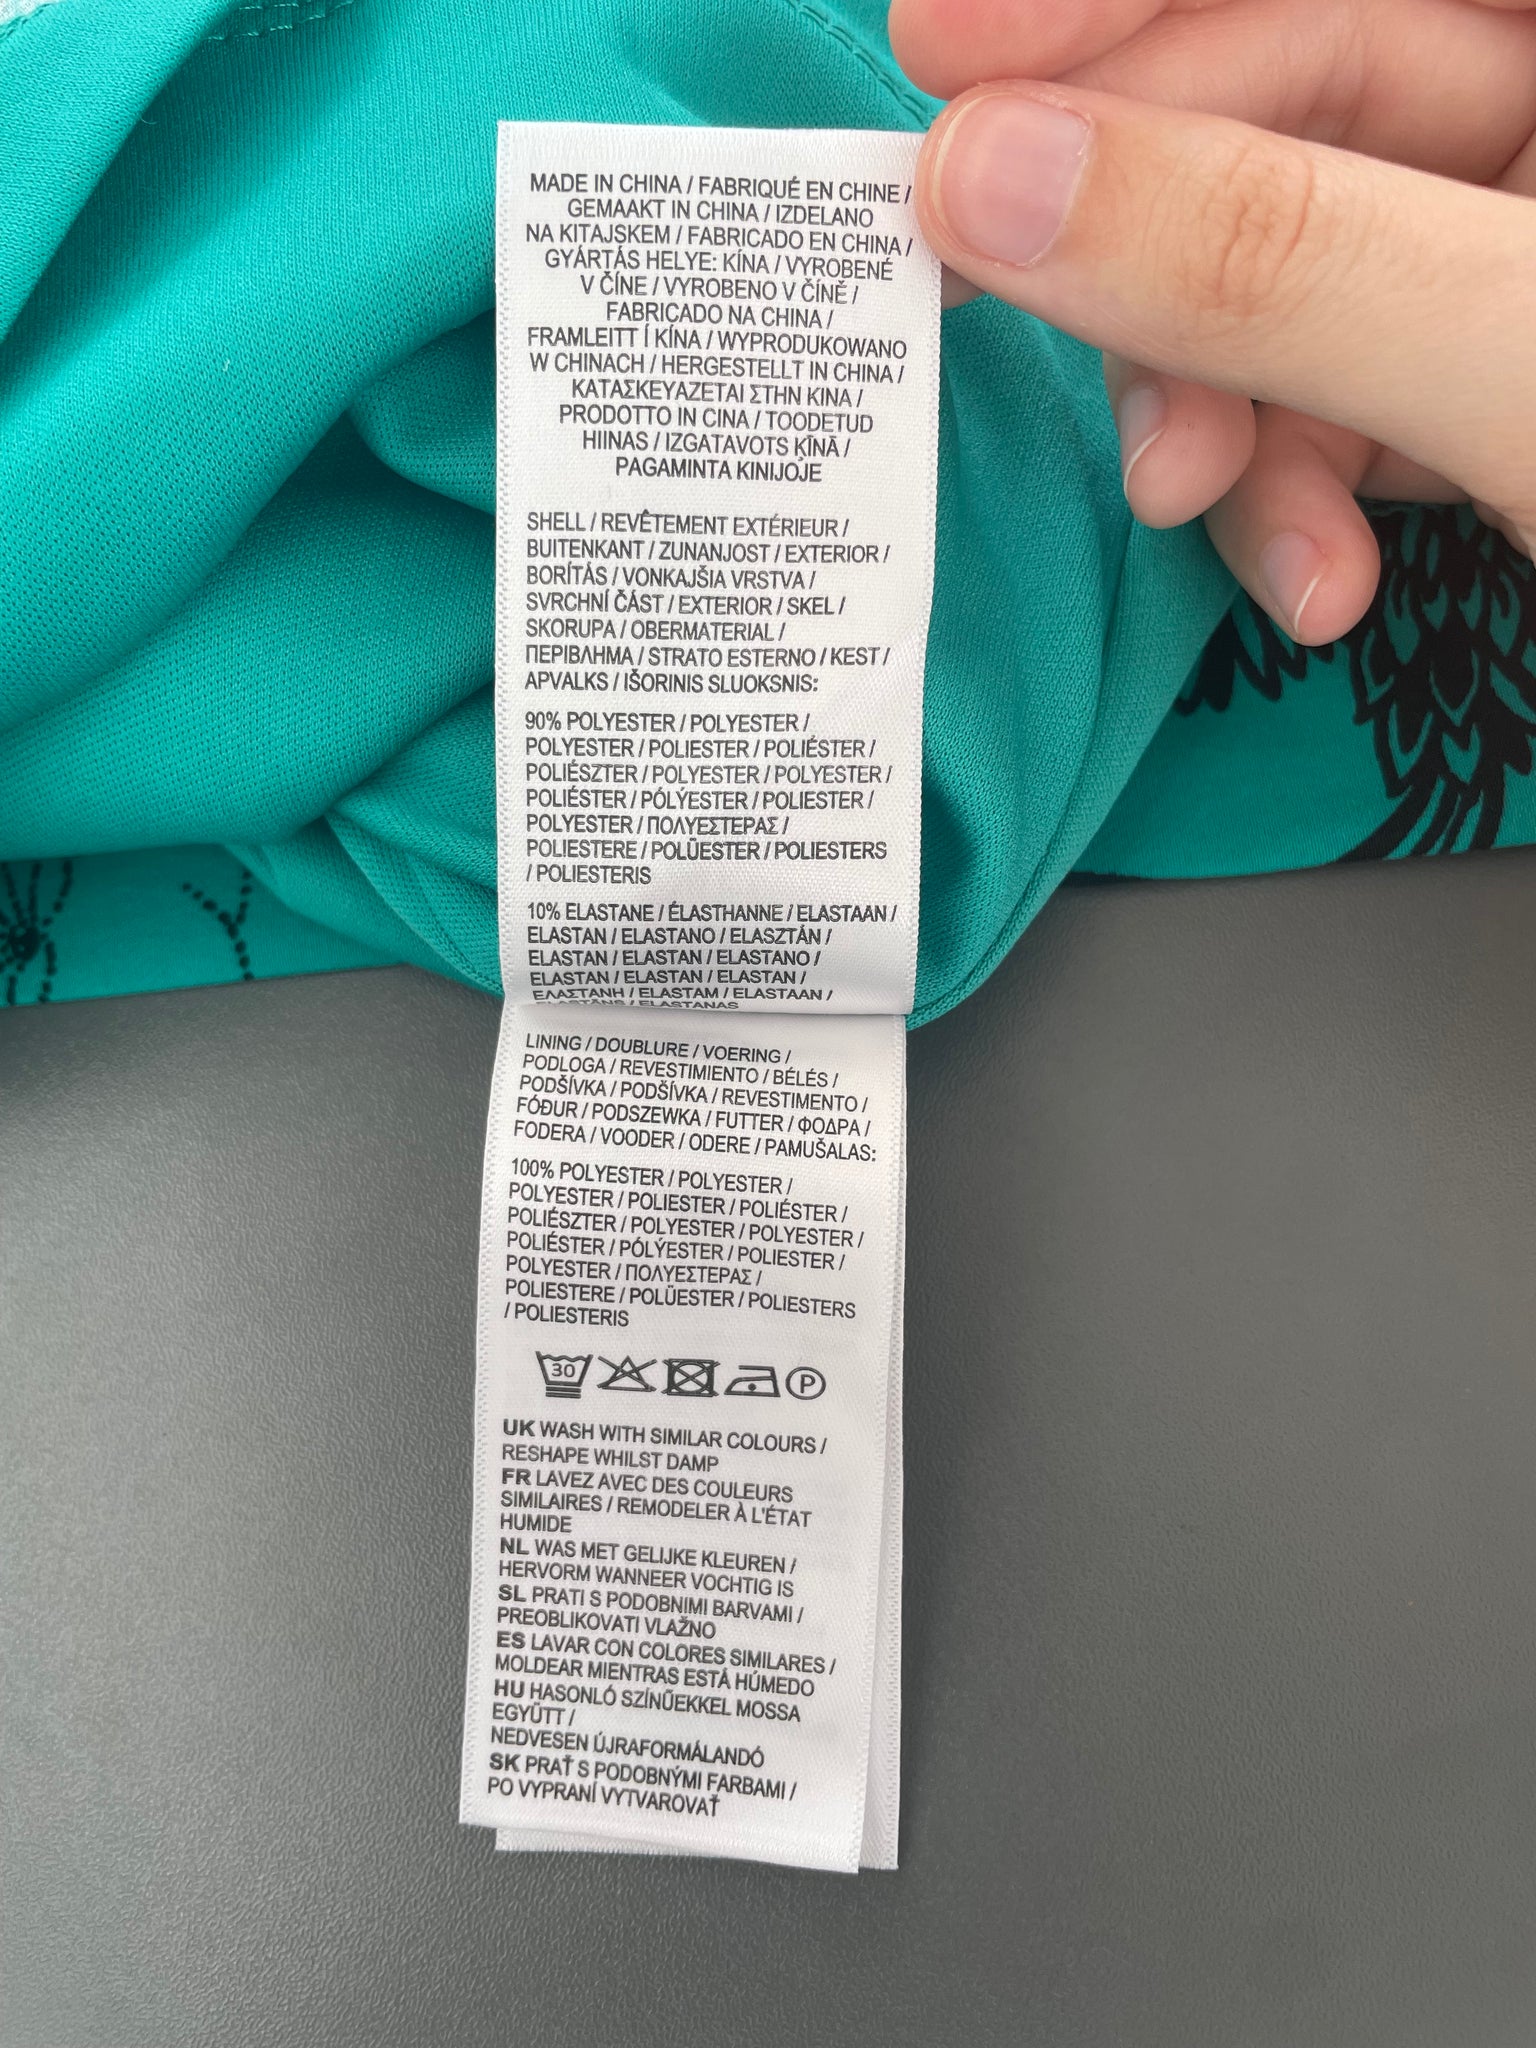 MADE IN CHINA / FABRIQUÉ EN CHINE /
GEMAAKT IN CHINA / IZDELANO
NA KITAJSKEM / FABRICADO EN CHINA /
GYÁRTÁS HELYE: KÍNA / VYROBENÉ
V ČÍNE / VYROBENO V ČÍNĚ /
FABRICADO NA CHINA /
FRAMLEITT Í KÍNA / WYPRODUKOWANO
W CHINACH / HERGESTELLT IN CHINA /
ΚΑΤΑΣΚΕΥΑΖΕΤΑΙ ΣΤΗΝ ΚΙΝΑ /
PRODOTTO IN CINA / TOODETUD
HIINAS / IZGATAVOTS ĶĪNĀ /
PAGAMINTA KINIJOJE
SHELL / REVÊTEMENT EXTÉRIEUR /
BUITENKANT / ZUNANJOST / EXTERIOR /
BORÍTÁS / VONKAJŠIA VRSTVA /
SVRCHNÍ ČÁST / EXTERIOR / SKEL /
SKORUPA / OBERMATERIAL /
ΠΕΡΙΒΛΗΜΑ / STRATO ESTERNO / KEST /
APVALKS / IŠORINIS SLUOKSNIS:
90% POLYESTER / POLYESTER /
POLYESTER / POLIESTER / POLIÉSTER /
POLIÉSZTER / POLYESTER / POLYESTER /
POLIÉSTER / PÓLÝESTER / POLIESTER /
POLYESTER / ΠΟΛΥΕΣΤΕΡΑΣ /
POLIESTERE / POLÜESTER / POLIESTERS
/ POLIESTERIS
10% ELASTANE / ÉLASTHANNE / ELASTAAN /
ELASTAN / ELASTANO / ELASZTÁN /
ELASTAN / ELASTAN / ELASTANO /
ELASTAN / ELASTAN / ELASTAN /
ΕΛΑΣΤΑΝΗ / ELASTAM / ELASTAAN /
ELASTĀNS / ELASTANAS
LINING / DOUBLURE / VOERING /
PODLOGA / REVESTIMIENTO / BÉLÉS /
PODŠÍVKA / PODŠÍVKA / REVESTIMENTO /
FÓÐUR / PODSZEWKA / FUTTER / ΦΟΔΡΑ /
FODERA / VOODER / ODERE / PAMUŠALAS:
100% POLYESTER / POLYESTER /
POLYESTER / POLIESTER / POLIÉSTER /
POLIÉSZTER / POLYESTER / POLYESTER /
POLIÉSTER / PÓLÝESTER / POLIESTER /
POLYESTER / ΠΟΛΥΕΣΤΕΡΑΣ /
POLIESTERE / POLÜESTER / POLIESTERS
/ POLIESTERIS
30 P
UK WASH WITH SIMILAR COLOURS /
RESHAPE WHILST DAMP
FR LAVEZ AVEC DES COULEURS
SIMILAIRES / REMODELER À L'ÉTAT
HUMIDE
NL WAS MET GELIJKE KLEUREN /
HERVORM WANNEER VOCHTIG IS
SL PRATI S PODOBNIMI BARVAMI /
PREOBLIKOVATI VLAŽNO
ES LAVAR CON COLORES SIMILARES /
MOLDEAR MIENTRAS ESTÁ HÚMEDO
HU HASONLÓ SZÍNŰEKKEL MOSSA
EGYÜTT /
NEDVESEN ÚJRAFORMÁLANDÓ
SK PRAŤ S PODOBNÝMI FARBAMI /
PO VYPRANÍ VYTVAROVAŤ